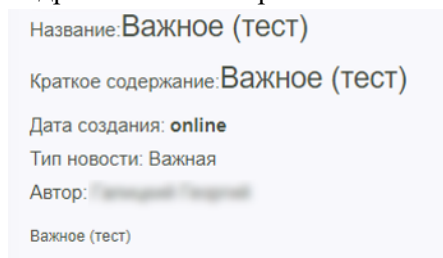 Название:Важное (тест)
Краткое содержание:Важное (тест)
Дата создания: online
Тип новости: Важная
Автор:
Важное (тест)